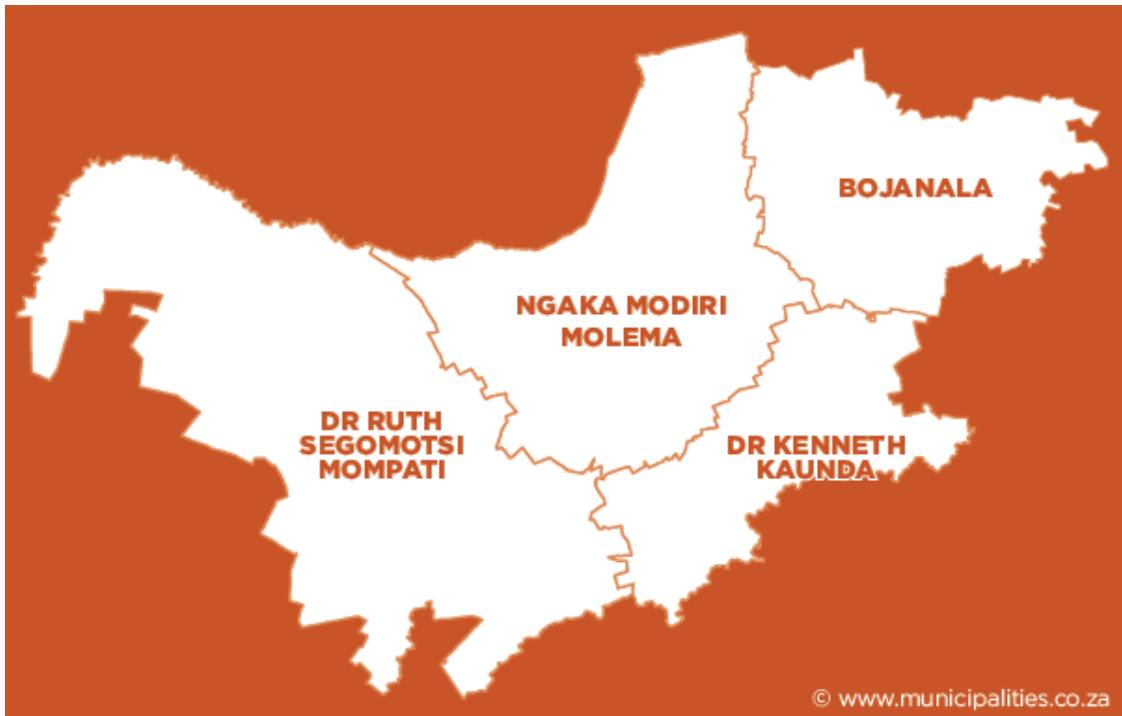 BOJANALA
NGAKA MODIRI
MOLEMA
DR RUTH
SEGOMOTSI
MOMPATI
DR KENNETH
KAUNDA
© www.municipalities.co.za